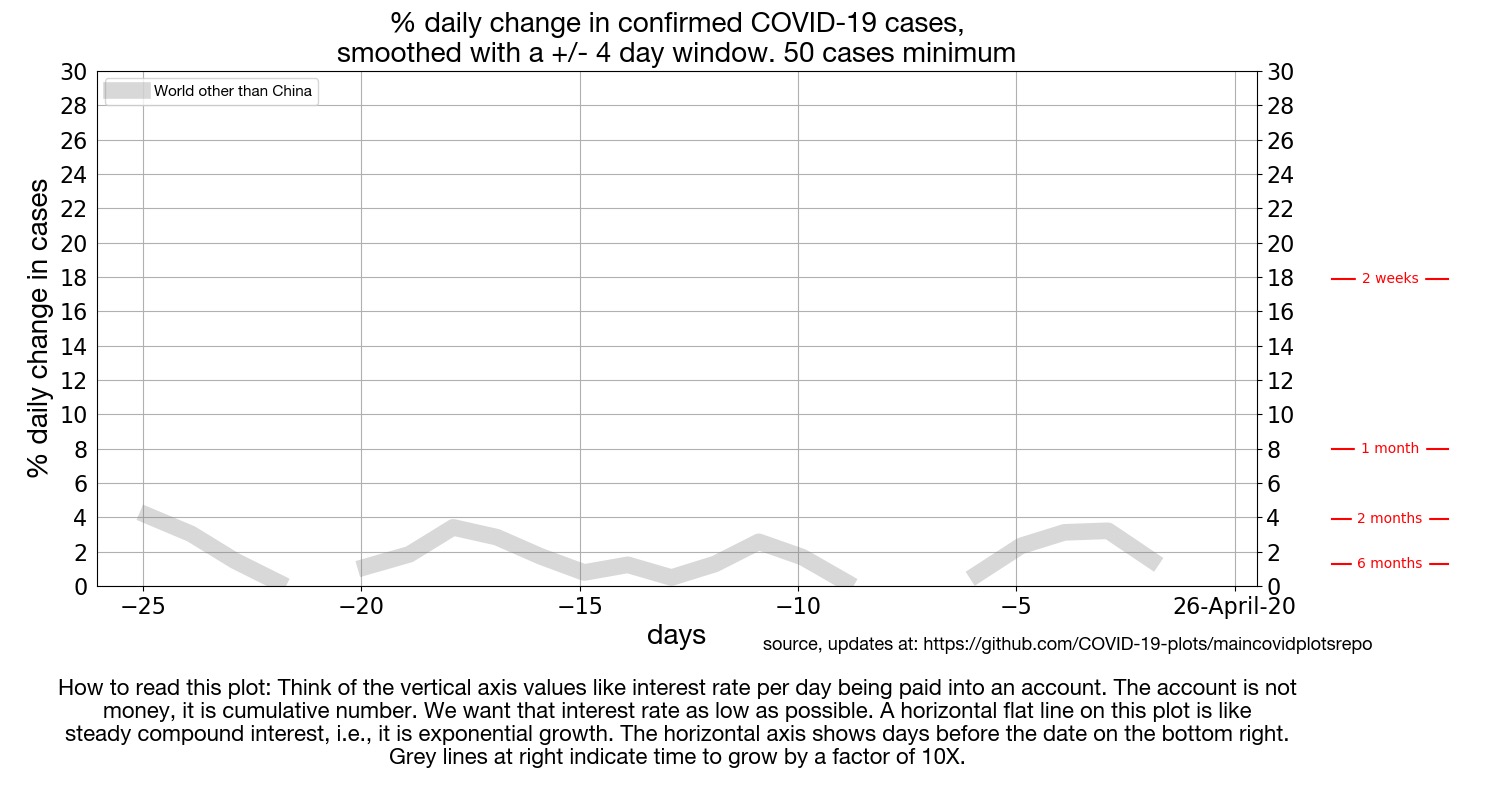 % daily change in confirmed COVID-19 cases,
smoothed with a +/- 4 day window. 50 cases minimum
World other than China
% daily change in cases
30
28
26
24
22
20
18
16
14
12
10
8
6
4
2
0
30
28
26
24
22
20
18
16
14
12
10
8
6
4
2
0
2 weeks
1 month
2 months
6 months
−25 −20 −15 −10 −5 26-April-20
days
source, updates at: https://github.com/COVID-19-plots/maincovidplotsrepo
How to read this plot: Think of the vertical axis values like interest rate per day being paid into an account. The account is not
money, it is cumulative number. We want that interest rate as low as possible. A horizontal flat line on this plot is like
steady compound interest, i.e., it is exponential growth. The horizontal axis shows days before the date on the bottom right.
Grey lines at right indicate time to grow by a factor of 10X.